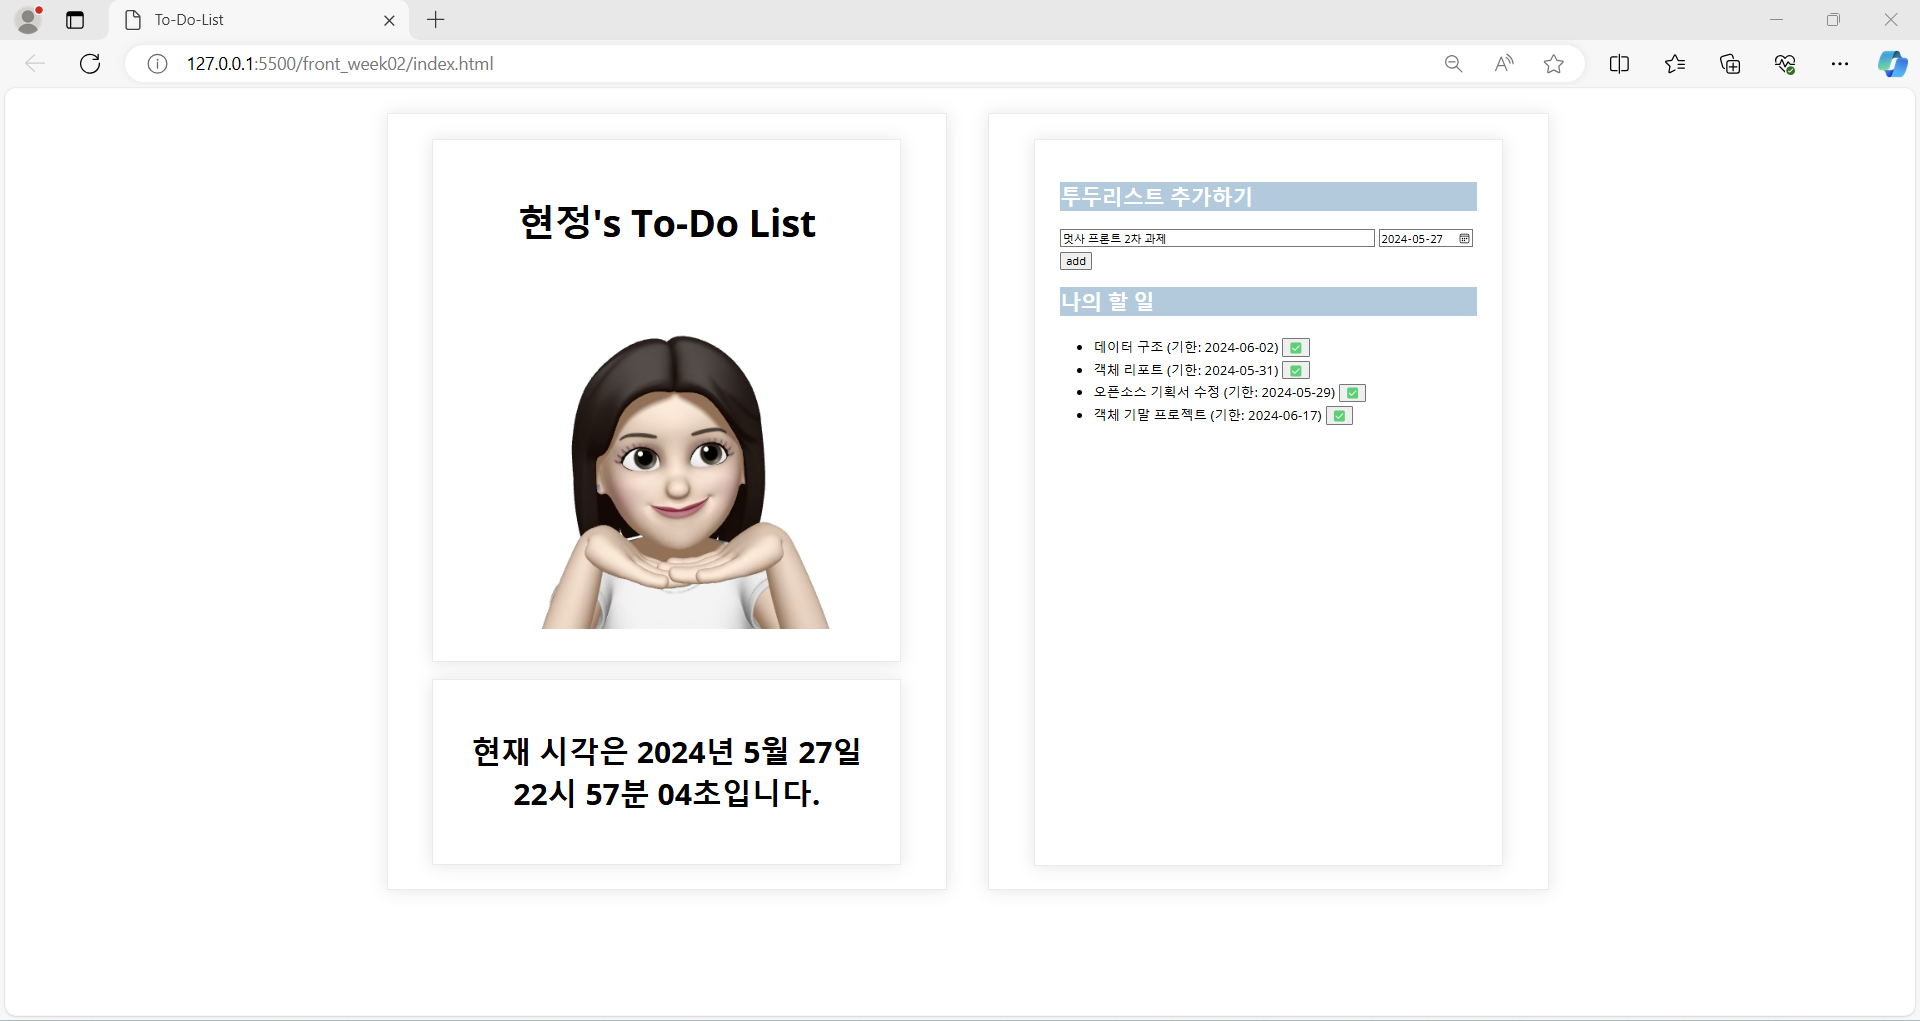 To-Do-List
127.0.0.1:5500/front_week02/index.html
현정's To-Do List
현재 시각은 2024년 5월 27일
22시 57분 04초입니다.
투두리스트 추가하기
멋사 프론트 2차 과제 2024-05-27
add
나의 할 일
데이터 구조 (기한: 2024-06-02)
객체 리포트 (기한: 2024-05-31)
오픈소스 기획서 수정 (기한: 2024-05-29)
객체 기말 프로젝트 (기한: 2024-06-17)